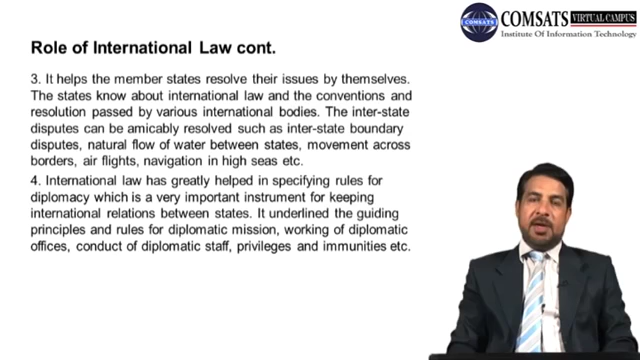 COMSATS VIRTUAL CAMPUS
COMSATS
Institute Of Information Technology
Role of International Law cont.
3. It helps the member states resolve their issues by themselves.
The states know about international law and the conventions and
resolution passed by various international bodies. The inter-state
disputes can be amicably resolved such as inter-state boundary
disputes, natural flow of water between states, movement across
borders, air flights, navigation in high seas etc.
4. International law has greatly helped in specifying rules for
diplomacy which is a very important instrument for keeping
international relations between states. It underlined the guiding
principles and rules for diplomatic mission, working of diplomatic
offices, conduct of diplomatic staff, privileges and immunities etc.